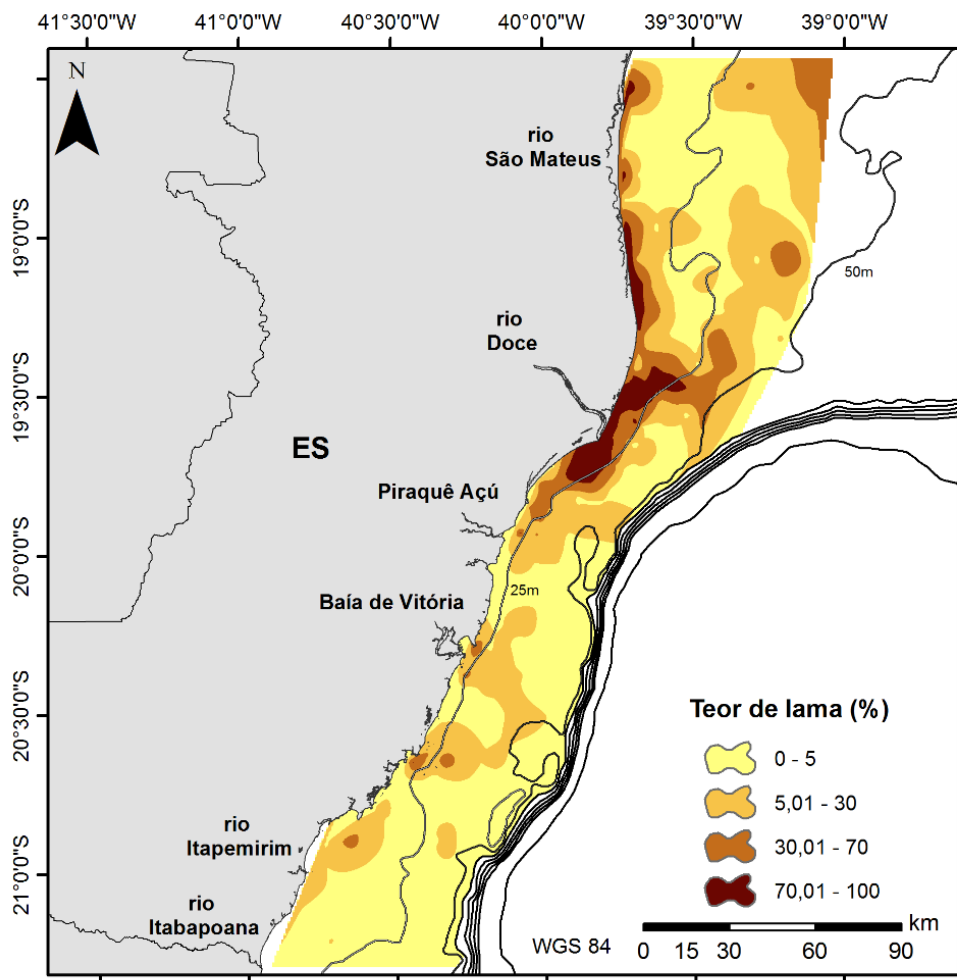 41°30'0"W 41°0'0"W 40°30'0"W 40°0'0"W 39°30'0"W 39°0'0"W
N
rio
São Mateus
19°0'0"S
50m
rio
Doce
19°30'0"S
ES
Piraquê Açú
20°0'0"S
25m
Baía de Vitória
20°30'0"S
rio
Itapemirim
21°0'0"S
rio
Itabapoana
Teor de lama (%)
0 - 5
5,01 - 30
30,01 - 70
70,01 - 100
km
WGS 84
0 15 30 60 90